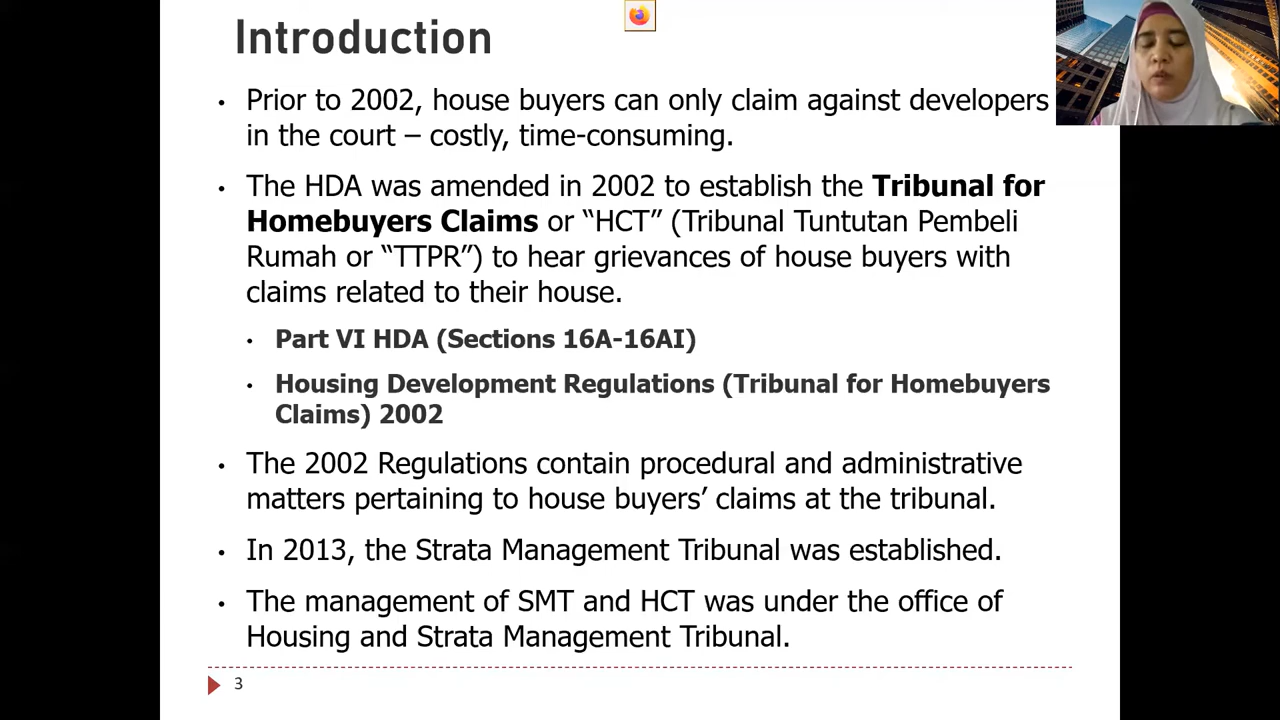 Introduction
• Prior to 2002, house buyers can only claim against developers
in the court – costly, time-consuming.
• The HDA was amended in 2002 to establish the Tribunal for
Homebuyers Claims or “HCT” (Tribunal Tuntutan Pembeli
Rumah or “TTPR”) to hear grievances of house buyers with
claims related to their house.
• Part VI HDA (Sections 16A-16AI)
• Housing Development Regulations (Tribunal for Homebuyers
Claims) 2002
• The 2002 Regulations contain procedural and administrative
matters pertaining to house buyers’ claims at the tribunal.
• In 2013, the Strata Management Tribunal was established.
• The management of SMT and HCT was under the office of
Housing and Strata Management Tribunal.
3